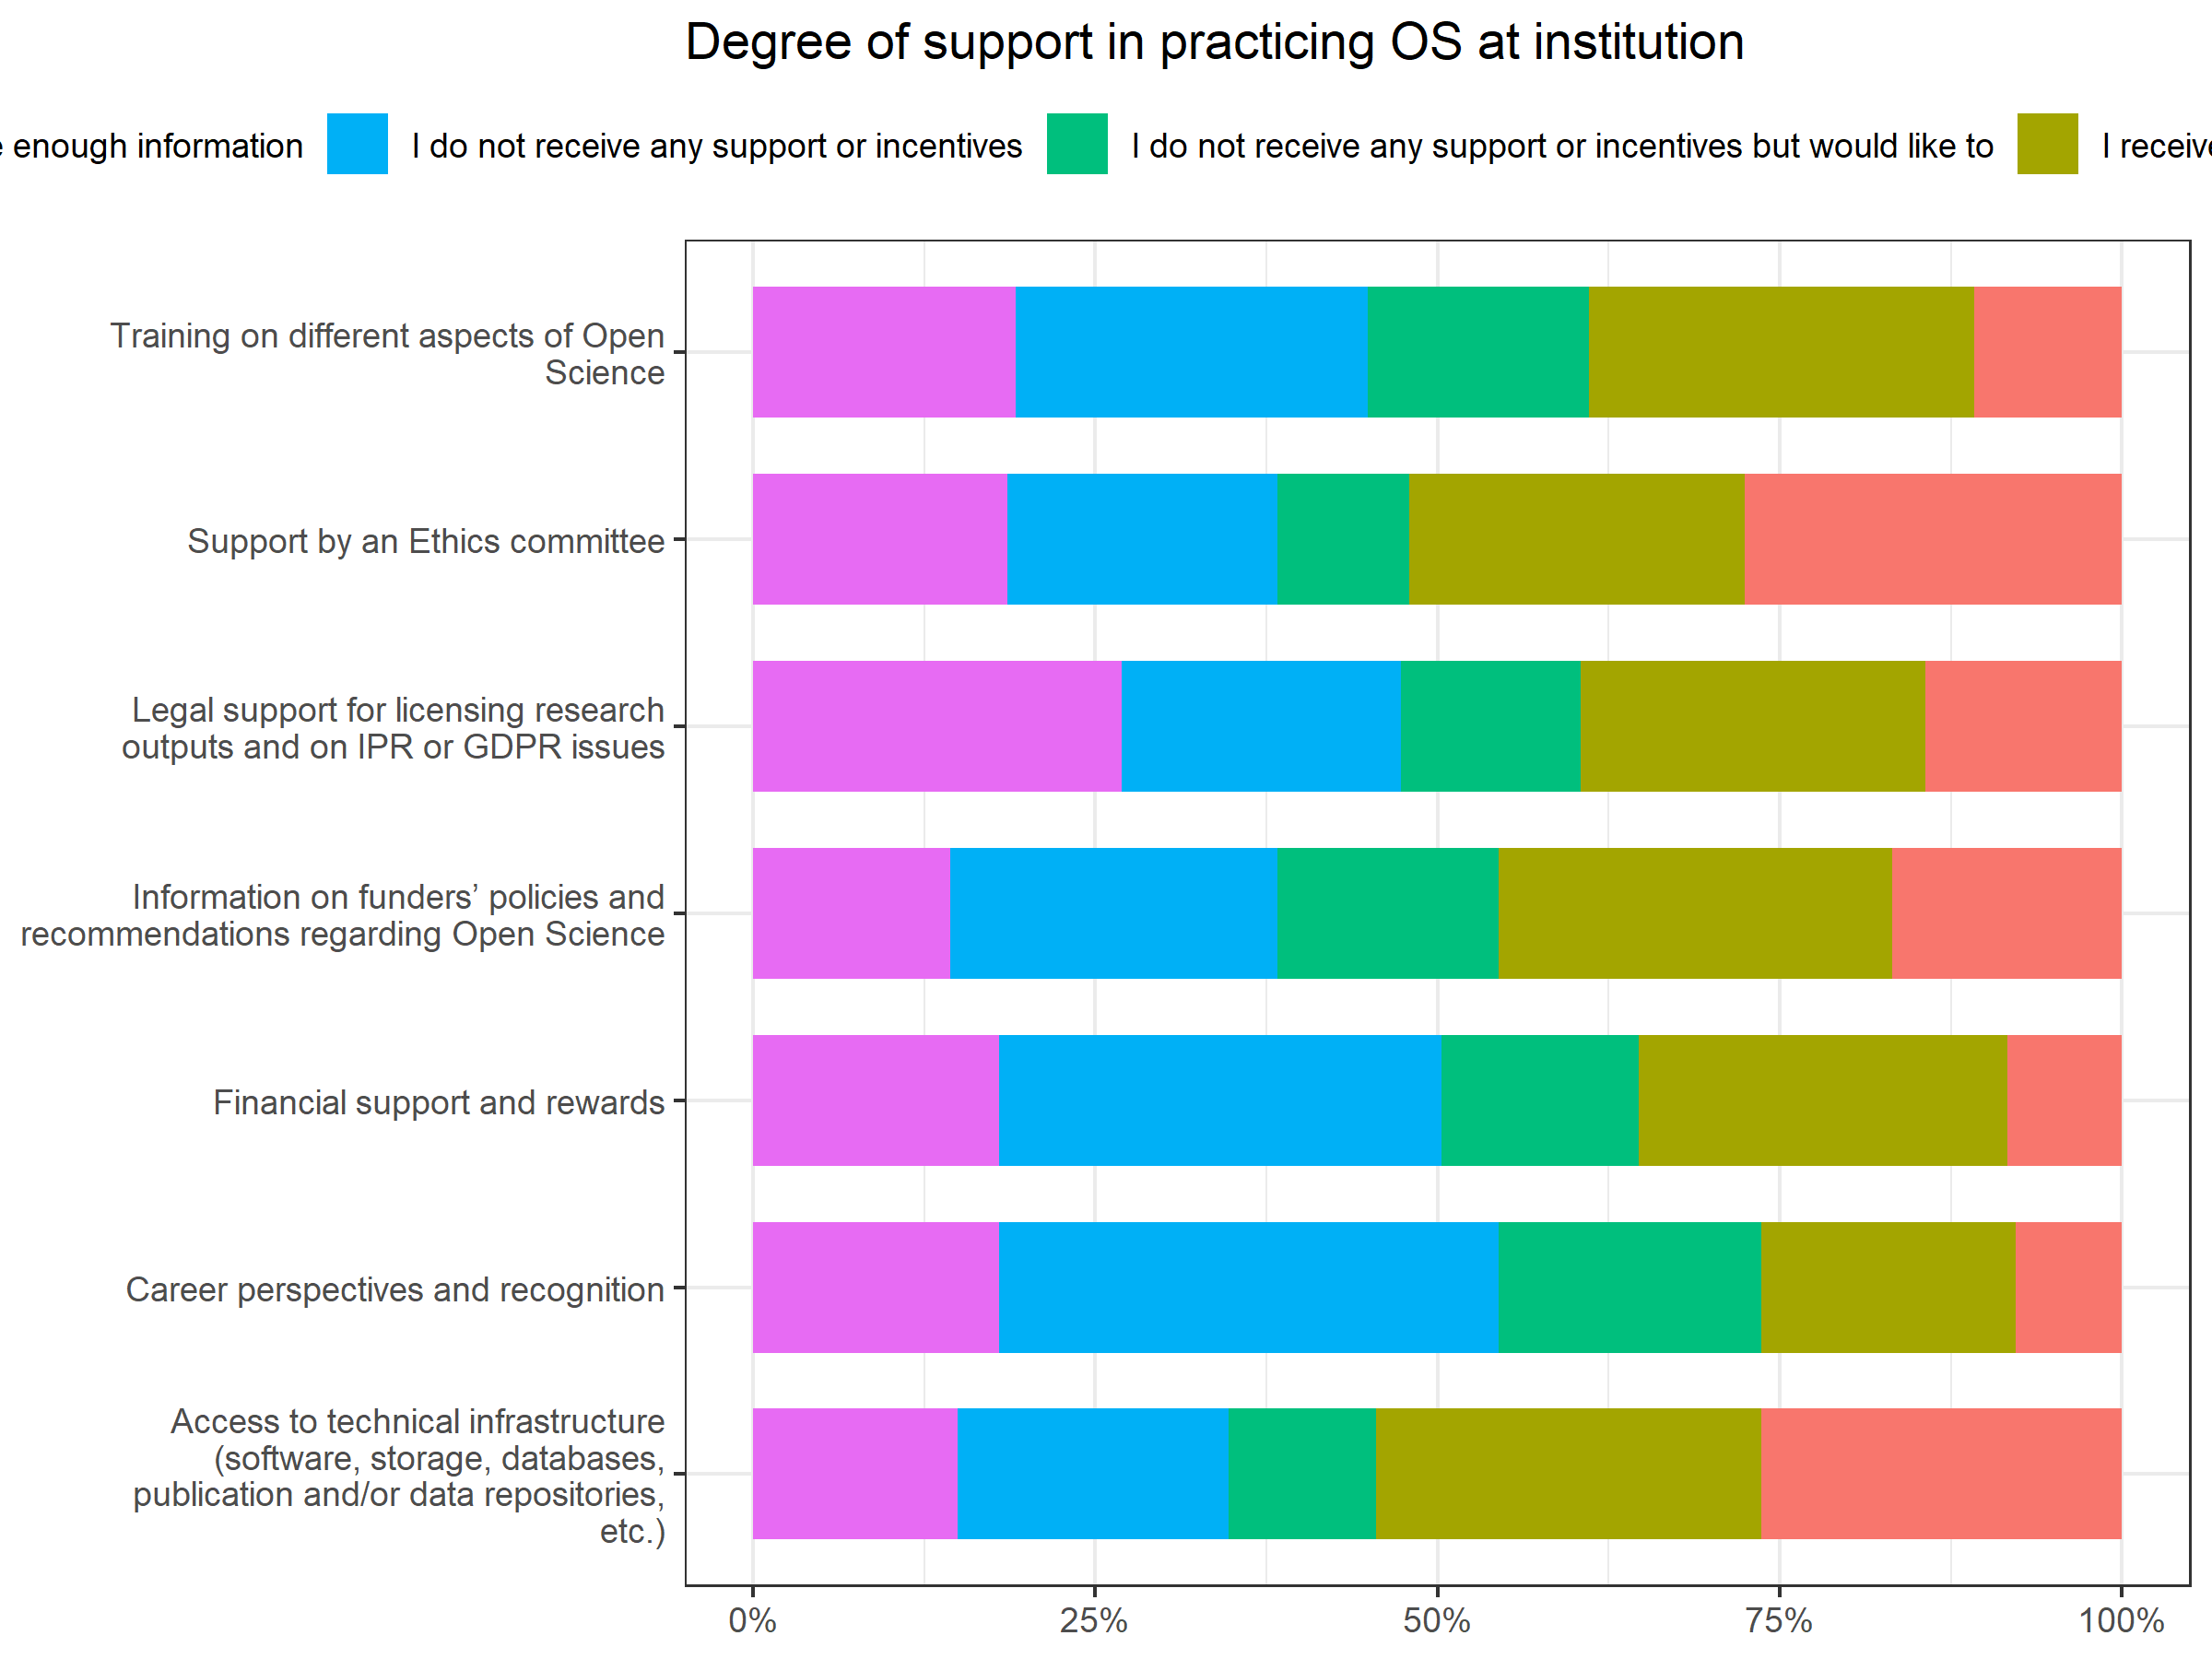 Degree of support in practicing OS at institution
enough information I do not receive any support or incentives I do not receive any support or incentives but would like to I receive
Training on different aspects of Open
Science
Support by an Ethics committee
Legal support for licensing research
outputs and on IPR or GDPR issues
Information on funders’ policies and
recommendations regarding Open Science
Financial support and rewards
Career perspectives and recognition
Access to technical infrastructure
(software, storage, databases,
publication and/or data repositories,
etc.)
0% 25% 50% 75% 100%